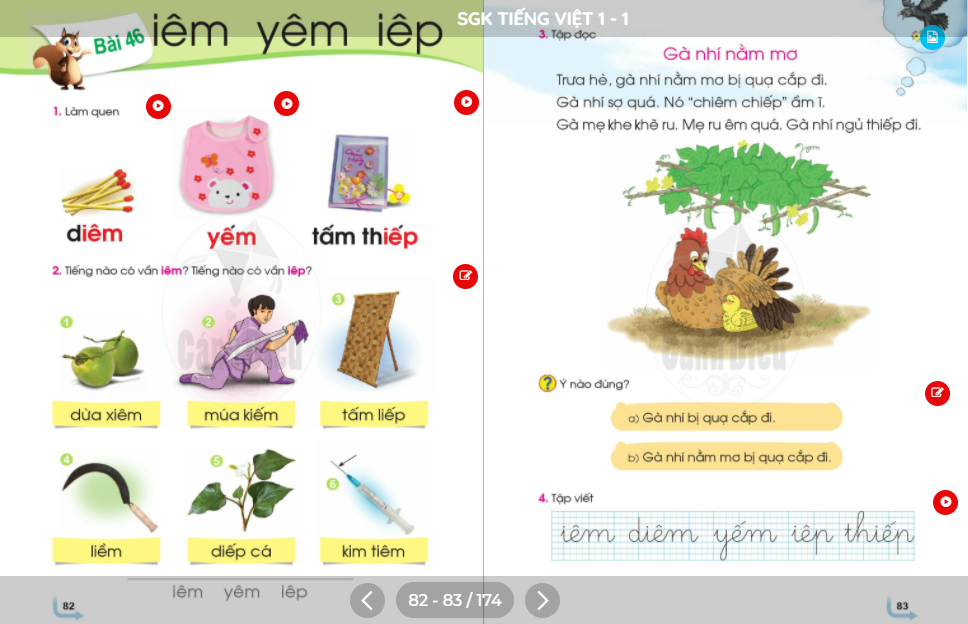 SGK TIẾNG VIỆT 1 - 1
Bài 46
iêm yêm iêp
1. Làm quen
diêm
yếm
tấm thiếp
2. Tiếng nào có vần iêm? Tiếng nào có vần iêp?
1
2
3
dừa xiêm
múa kiếm
tấm liếp
4
5
6
liềm
diếp cá
kim tiêm
iêm yêm iêp
82
3. Tập đọc
Gà nhí nằm mơ
Trưa hè, gà nhí nằm mơ bị quạ cắp đi.
Gà nhí sợ quá. Nó “chiêm chiếp” ầm ĩ.
Gà mẹ khe khẽ ru. Mẹ ru êm quá. Gà nhí ngủ thiếp đi.
Cánh Diều
Cánh Diều
? Ý nào đúng?
a) Gà nhí bị quạ cắp đi.
b) Gà nhí nằm mơ bị quạ cắp đi.
4. Tập viết
iêm diêm yếm iêp thiếp
82 - 83 / 174
83